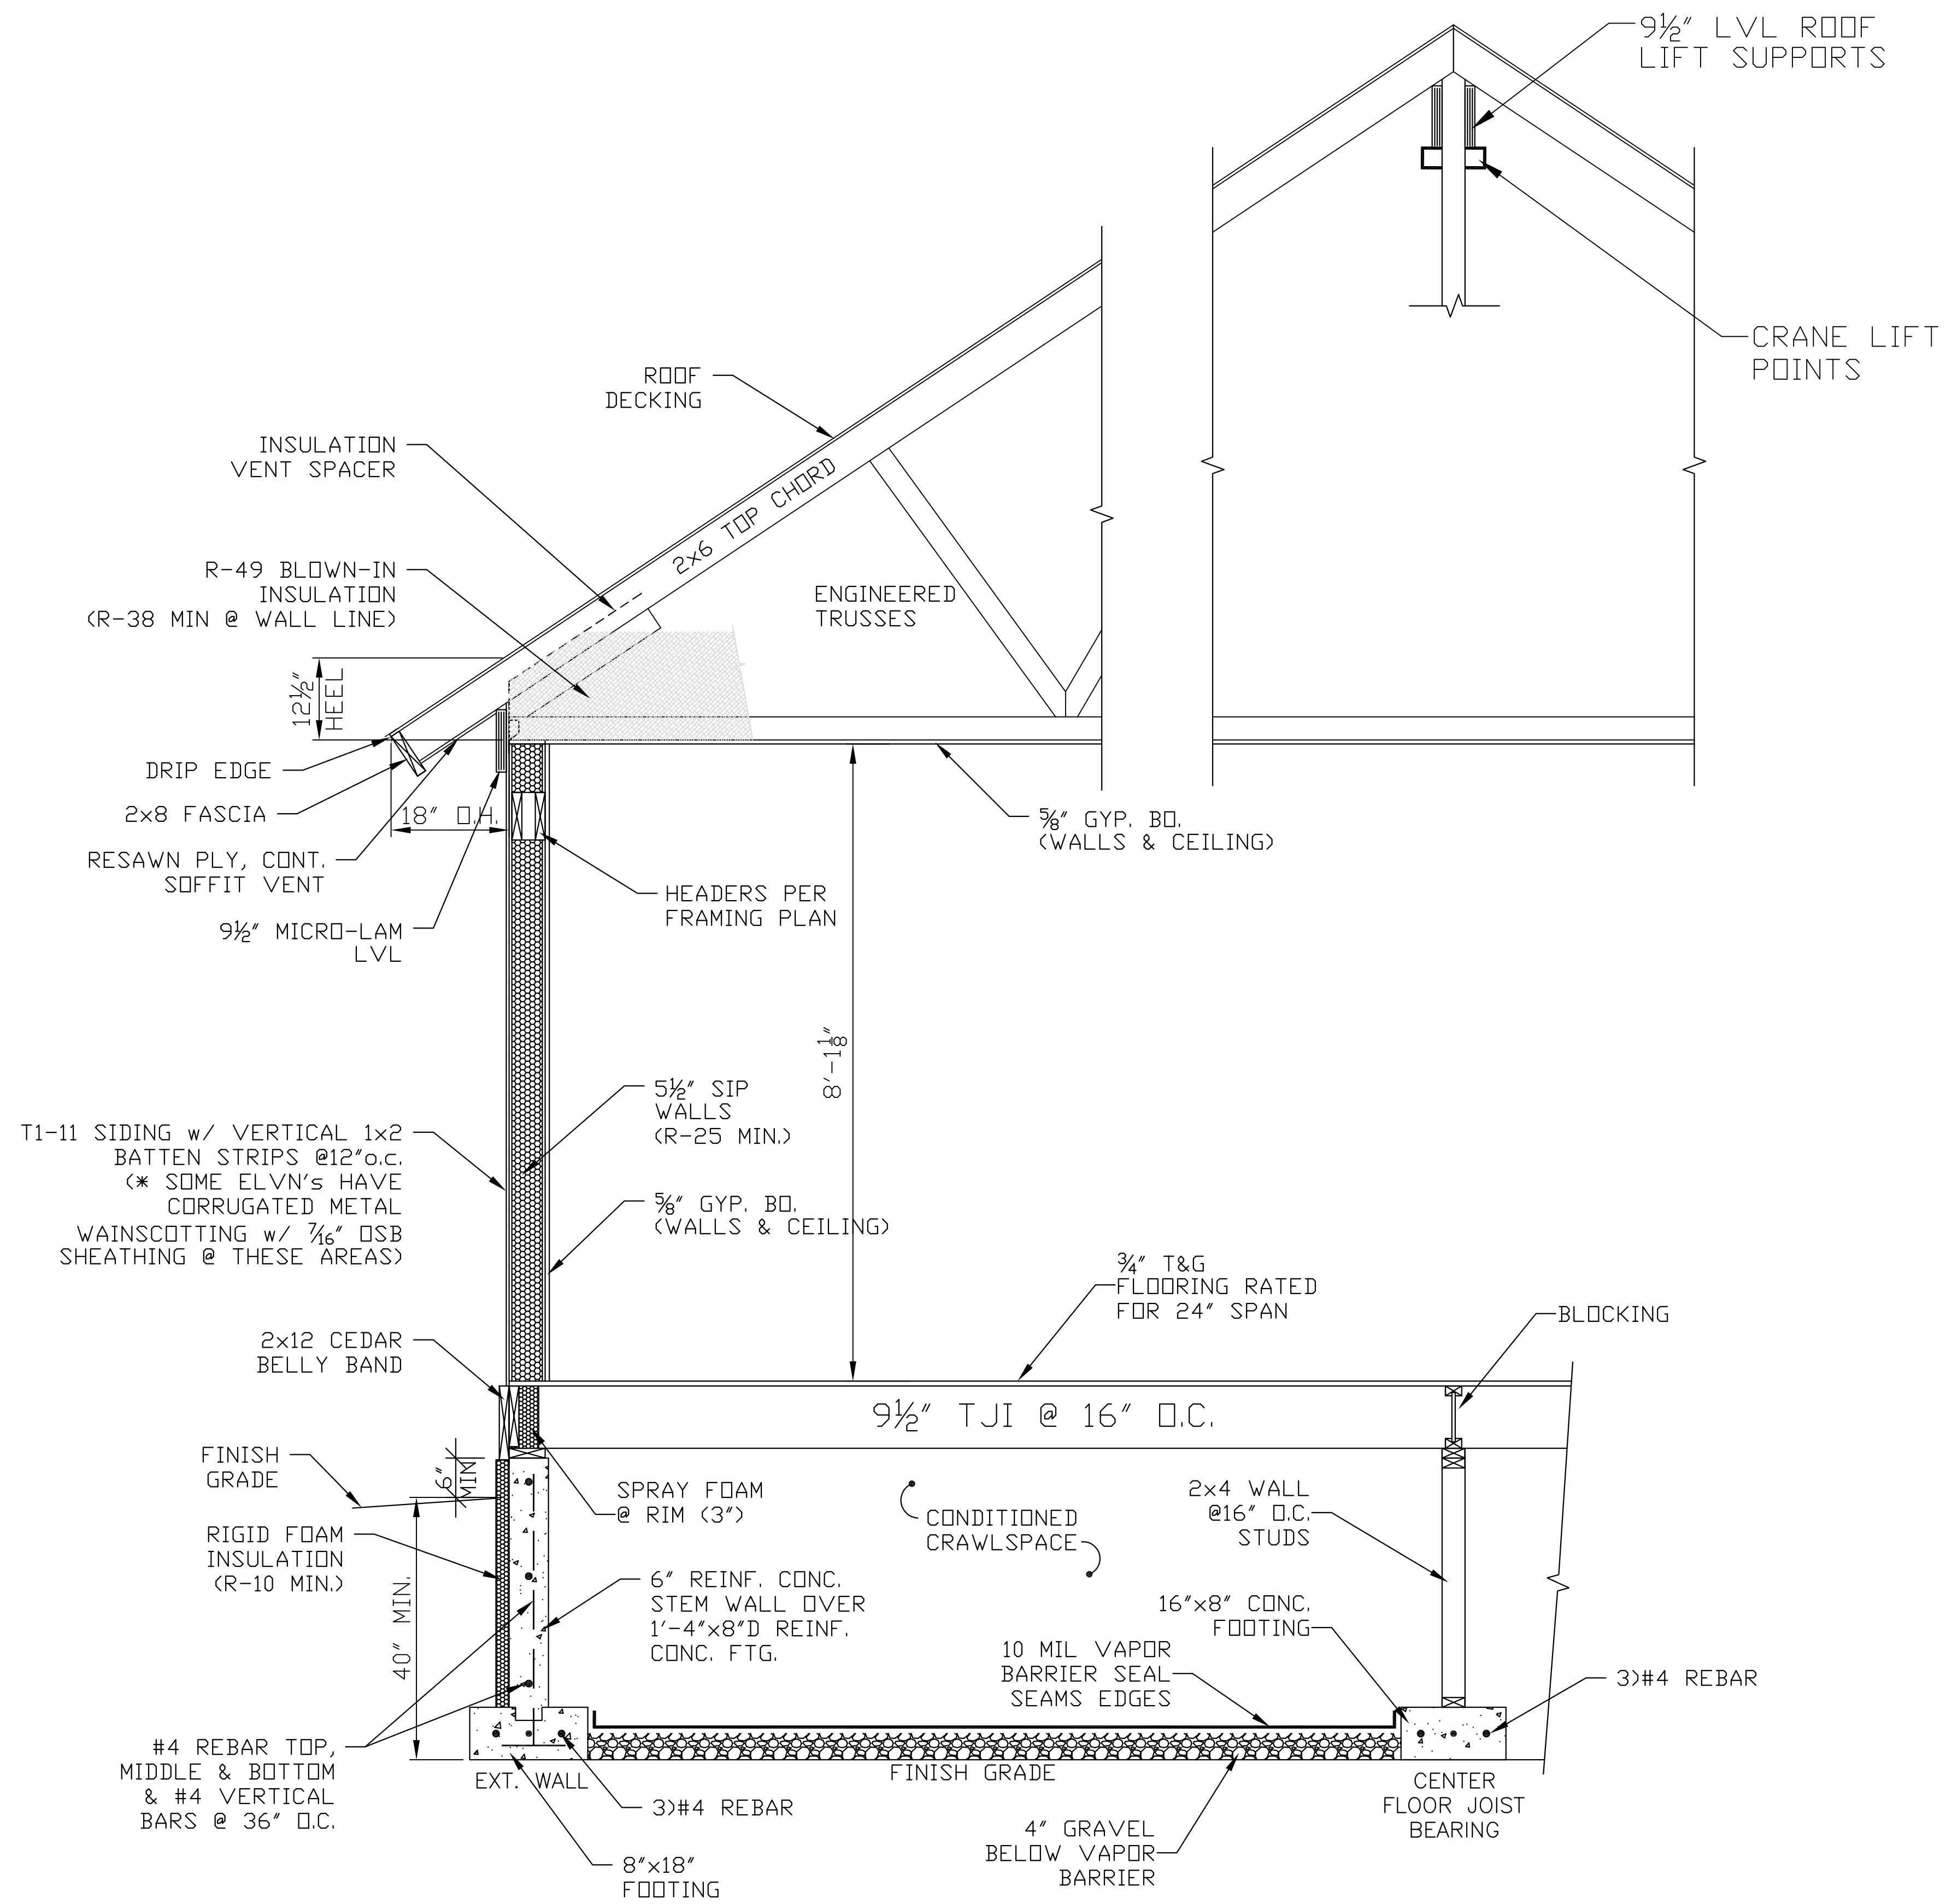 9½" LVL ROOF
LIFT SUPPORTS
CRANE LIFT
POINTS
ROOF
DECKING
INSULATION
VENT SPACER
2x6 TOP CHORD
R-49 BLOWN-IN
INSULATION
(R-38 MIN @ WALL LINE)
ENGINEERED
TRUSSES
12½"
HEEL
DRIP EDGE
2x8 FASCIA
18" O.H.
⅝" GYP. BO.
(WALLS & CEILING)
RESAWN PLY, CONT.
SOFFIT VENT
HEADERS PER
FRAMING PLAN
9½" MICRO-LAM
LVL
8'-1⅛"
5½" SIP
WALLS
(R-25 MIN.)
T1-11 SIDING w/ VERTICAL 1x2
BATTEN STRIPS @12"o.c.
(* SOME ELVN's HAVE
CORRUGATED METAL
WAINSCOTTING w/ 7/16" OSB
SHEATHING @ THESE AREAS)
⅝" GYP. BO.
(WALLS & CEILING)
¾" T&G
FLOORING RATED
FOR 24" SPAN
BLOCKING
2x12 CEDAR
BELLY BAND
9½" TJI @ 16" O.C.
FINISH
GRADE
6"
MIN
SPRAY FOAM
@ RIM (3")
CONDITIONED
CRAWLSPACE
2x4 WALL
@16" O.C.
STUDS
RIGID FOAM
INSULATION
(R-10 MIN.)
40" MIN.
6" REINF. CONC.
STEM WALL OVER
1'-4"x8"D REINF.
CONC. FTG.
16"x8" CONC.
FOOTING
10 MIL VAPOR
BARRIER SEAL
SEAMS EDGES
3)#4 REBAR
#4 REBAR TOP,
MIDDLE & BOTTOM
& #4 VERTICAL
BARS @ 36" O.C.
EXT. WALL
FINISH GRADE
CENTER
FLOOR JOIST
BEARING
3)#4 REBAR
4" GRAVEL
BELOW VAPOR
BARRIER
8"x18"
FOOTING